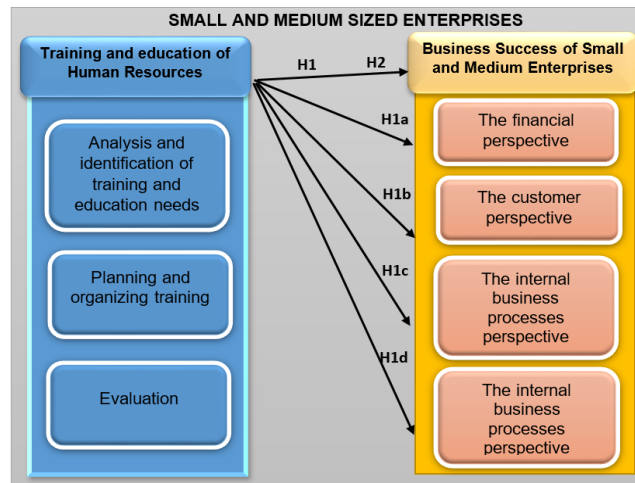 SMALL AND MEDIUM SIZED ENTERPRISES
Training and education of
Human Resources
Analysis and
identification of
training and
education needs
Planning and
organizing training
Evaluation
H1
H2
H1a
H1b
H1c
H1d
Business Success of Small
and Medium Enterprises
The financial
perspective
The customer
perspective
The internal
business
processes
perspective
The internal
business
processes
perspective